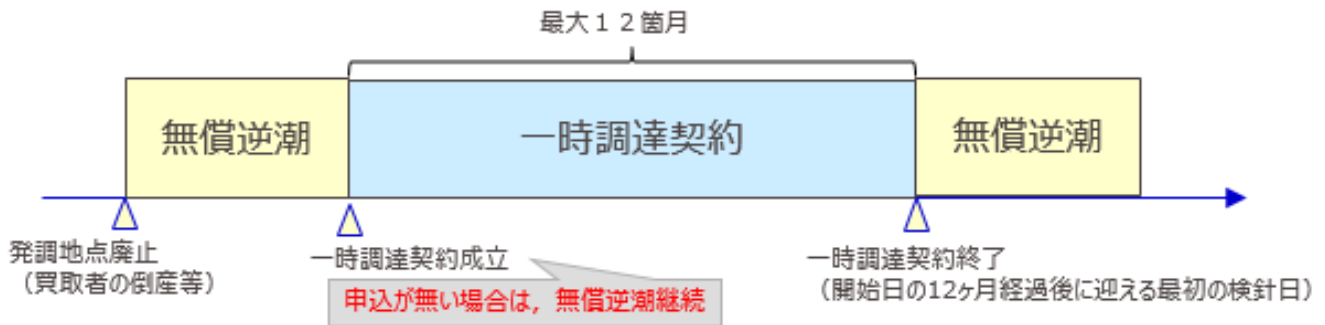 最大１２箇月
無償逆潮
一時調達契約
無償逆潮
発調地点廃止
（買取者の倒産等）
一時調達契約成立
申込が無い場合は，無償逆潮継続
一時調達契約終了
（開始日の12ヶ月経過後に迎える最初の検針日）